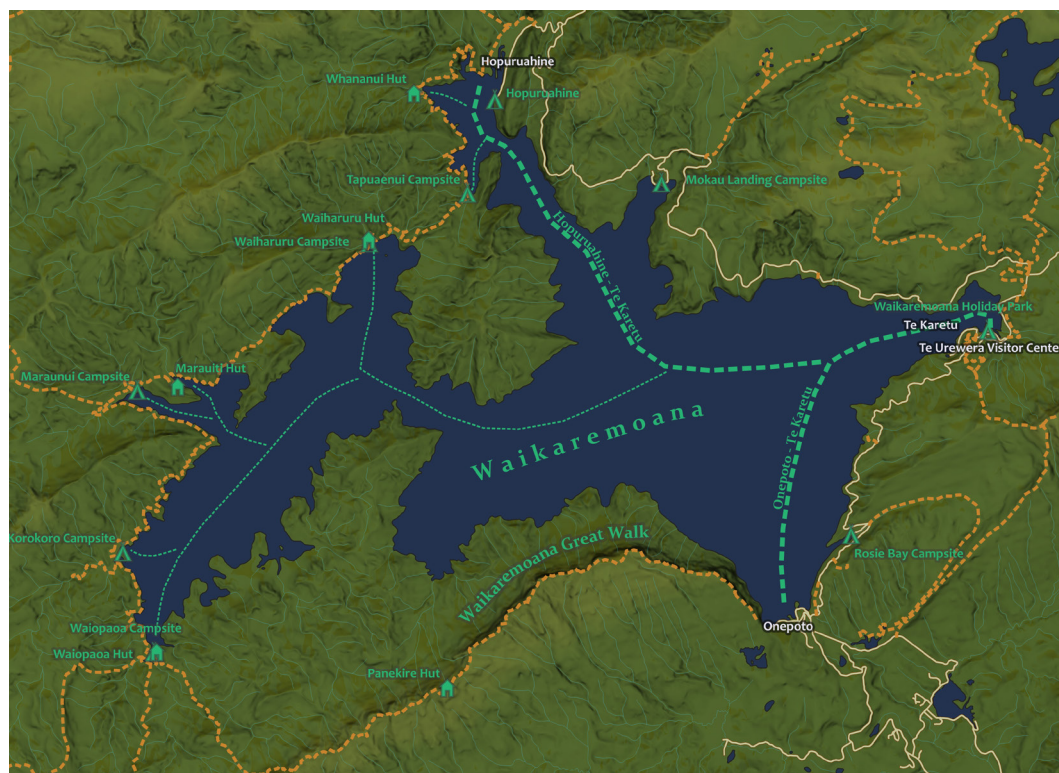 Hopuruahine
Whananui Hut
Hopuruahine
Tapuaenui Campsite
Mokau Landing Campsite
Waiharuru Hut
Waiharuru Campsite
Hopuruahine - Te Karetu
Waikaremoana Holiday Park
Te Karetu
Te Urewera Visitor Center
Marauiti Hut
Maraunui Campsite
Waikaremoana
Onepoto - Te Karetu
Korokoro Campsite
Waikaremoana Great Walk
Rosie Bay Campsite
Waiopaoa Campsite
Onepoto
Waiopaoa Hut
Panekire Hut